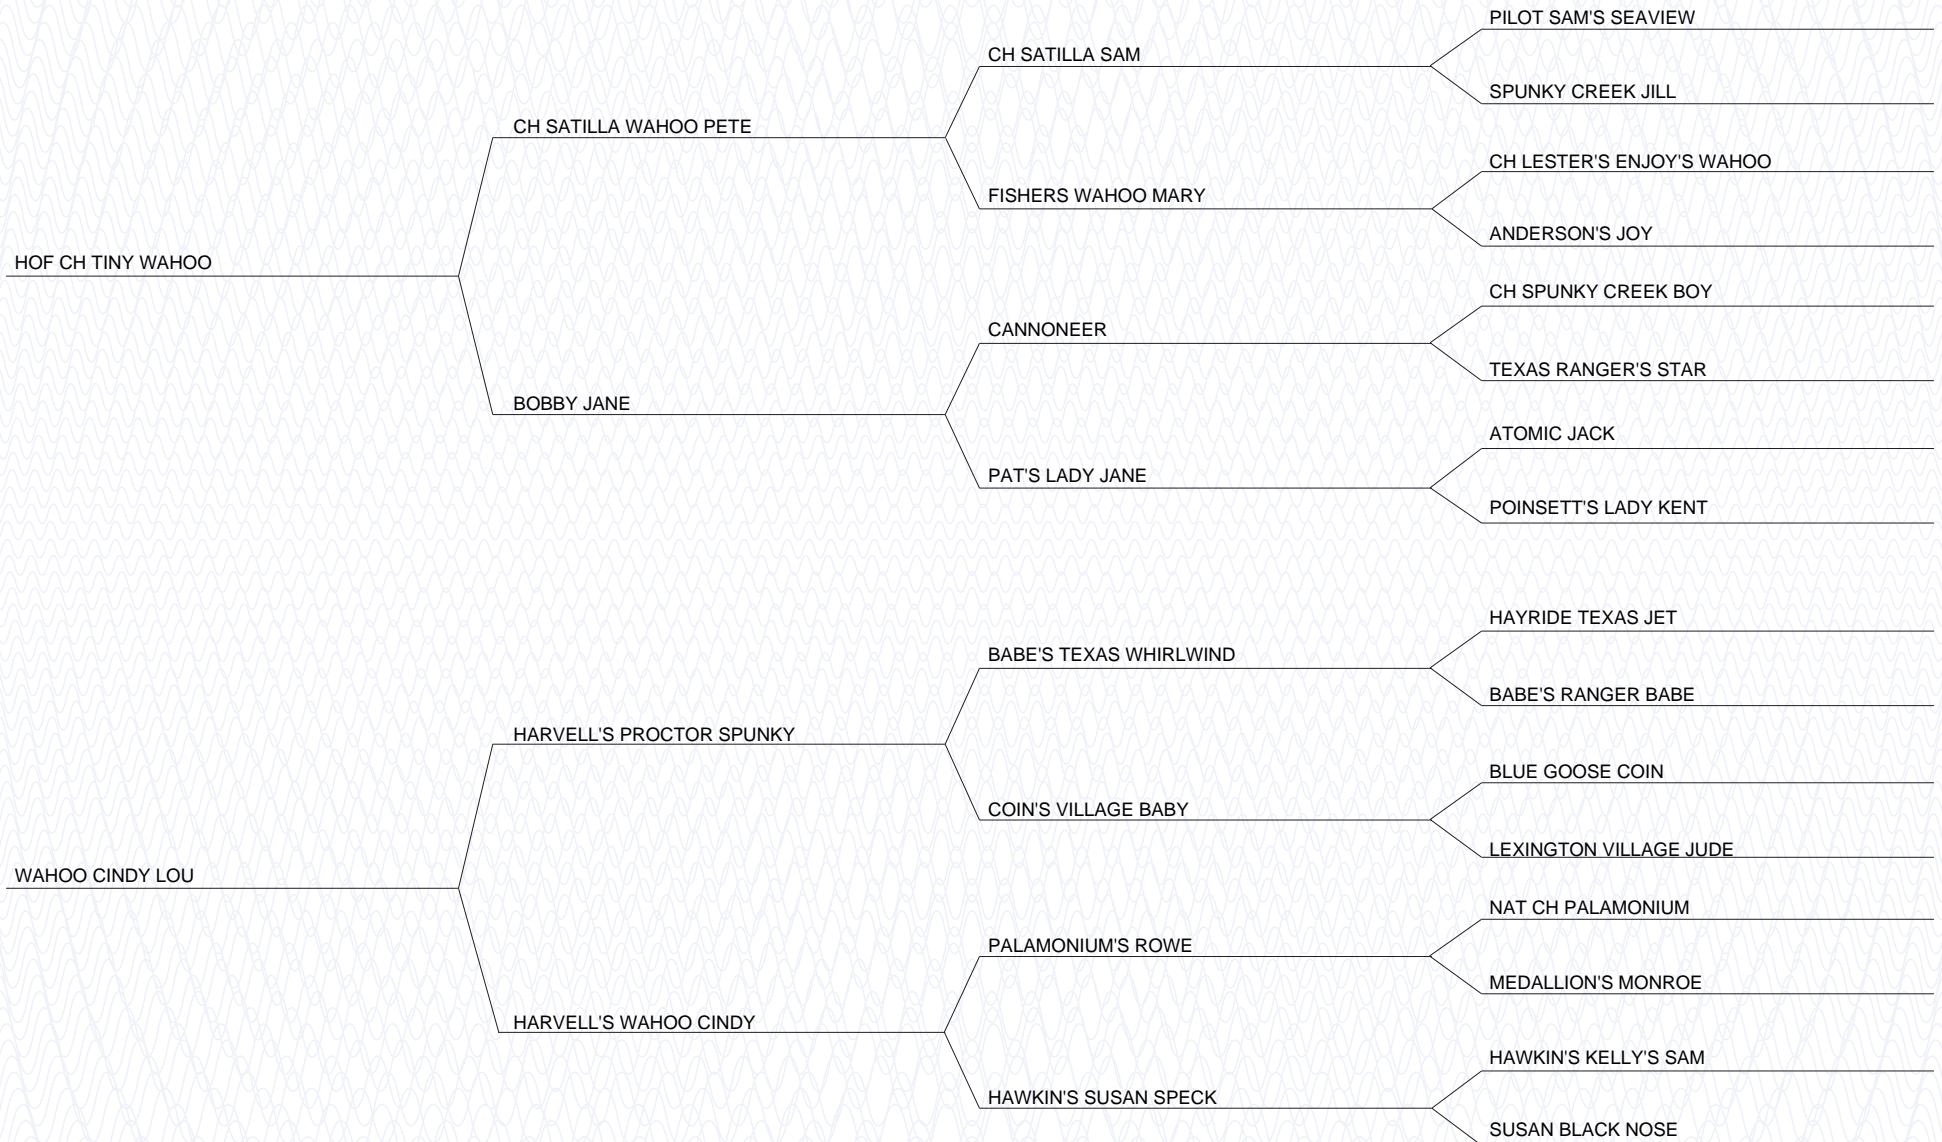 PILOT SAM'S SEAVIEW
CH SATILLA SAM
SPUNKY CREEK JILL
CH SATILLA WAHOO PETE
CH LESTER'S ENJOY'S WAHOO
FISHERS WAHOO MARY
ANDERSON'S JOY
HOF CH TINY WAHOO
CH SPUNKY CREEK BOY
CANNONEER
TEXAS RANGER'S STAR
BOBBY JANE
ATOMIC JACK
PAT'S LADY JANE
POINSETT'S LADY KENT
HAYRIDE TEXAS JET
BABE'S TEXAS WHIRLWIND
BABE'S RANGER BABE
HARVELL'S PROCTOR SPUNKY
BLUE GOOSE COIN
COIN'S VILLAGE BABY
LEXINGTON VILLAGE JUDE
WAHOO CINDY LOU
NAT CH PALAMONIUM
PALAMONIUM'S ROWE
MEDALLION'S MONROE
HARVELL'S WAHOO CINDY
HAWKIN'S KELLY'S SAM
HAWKIN'S SUSAN SPECK
SUSAN BLACK NOSE